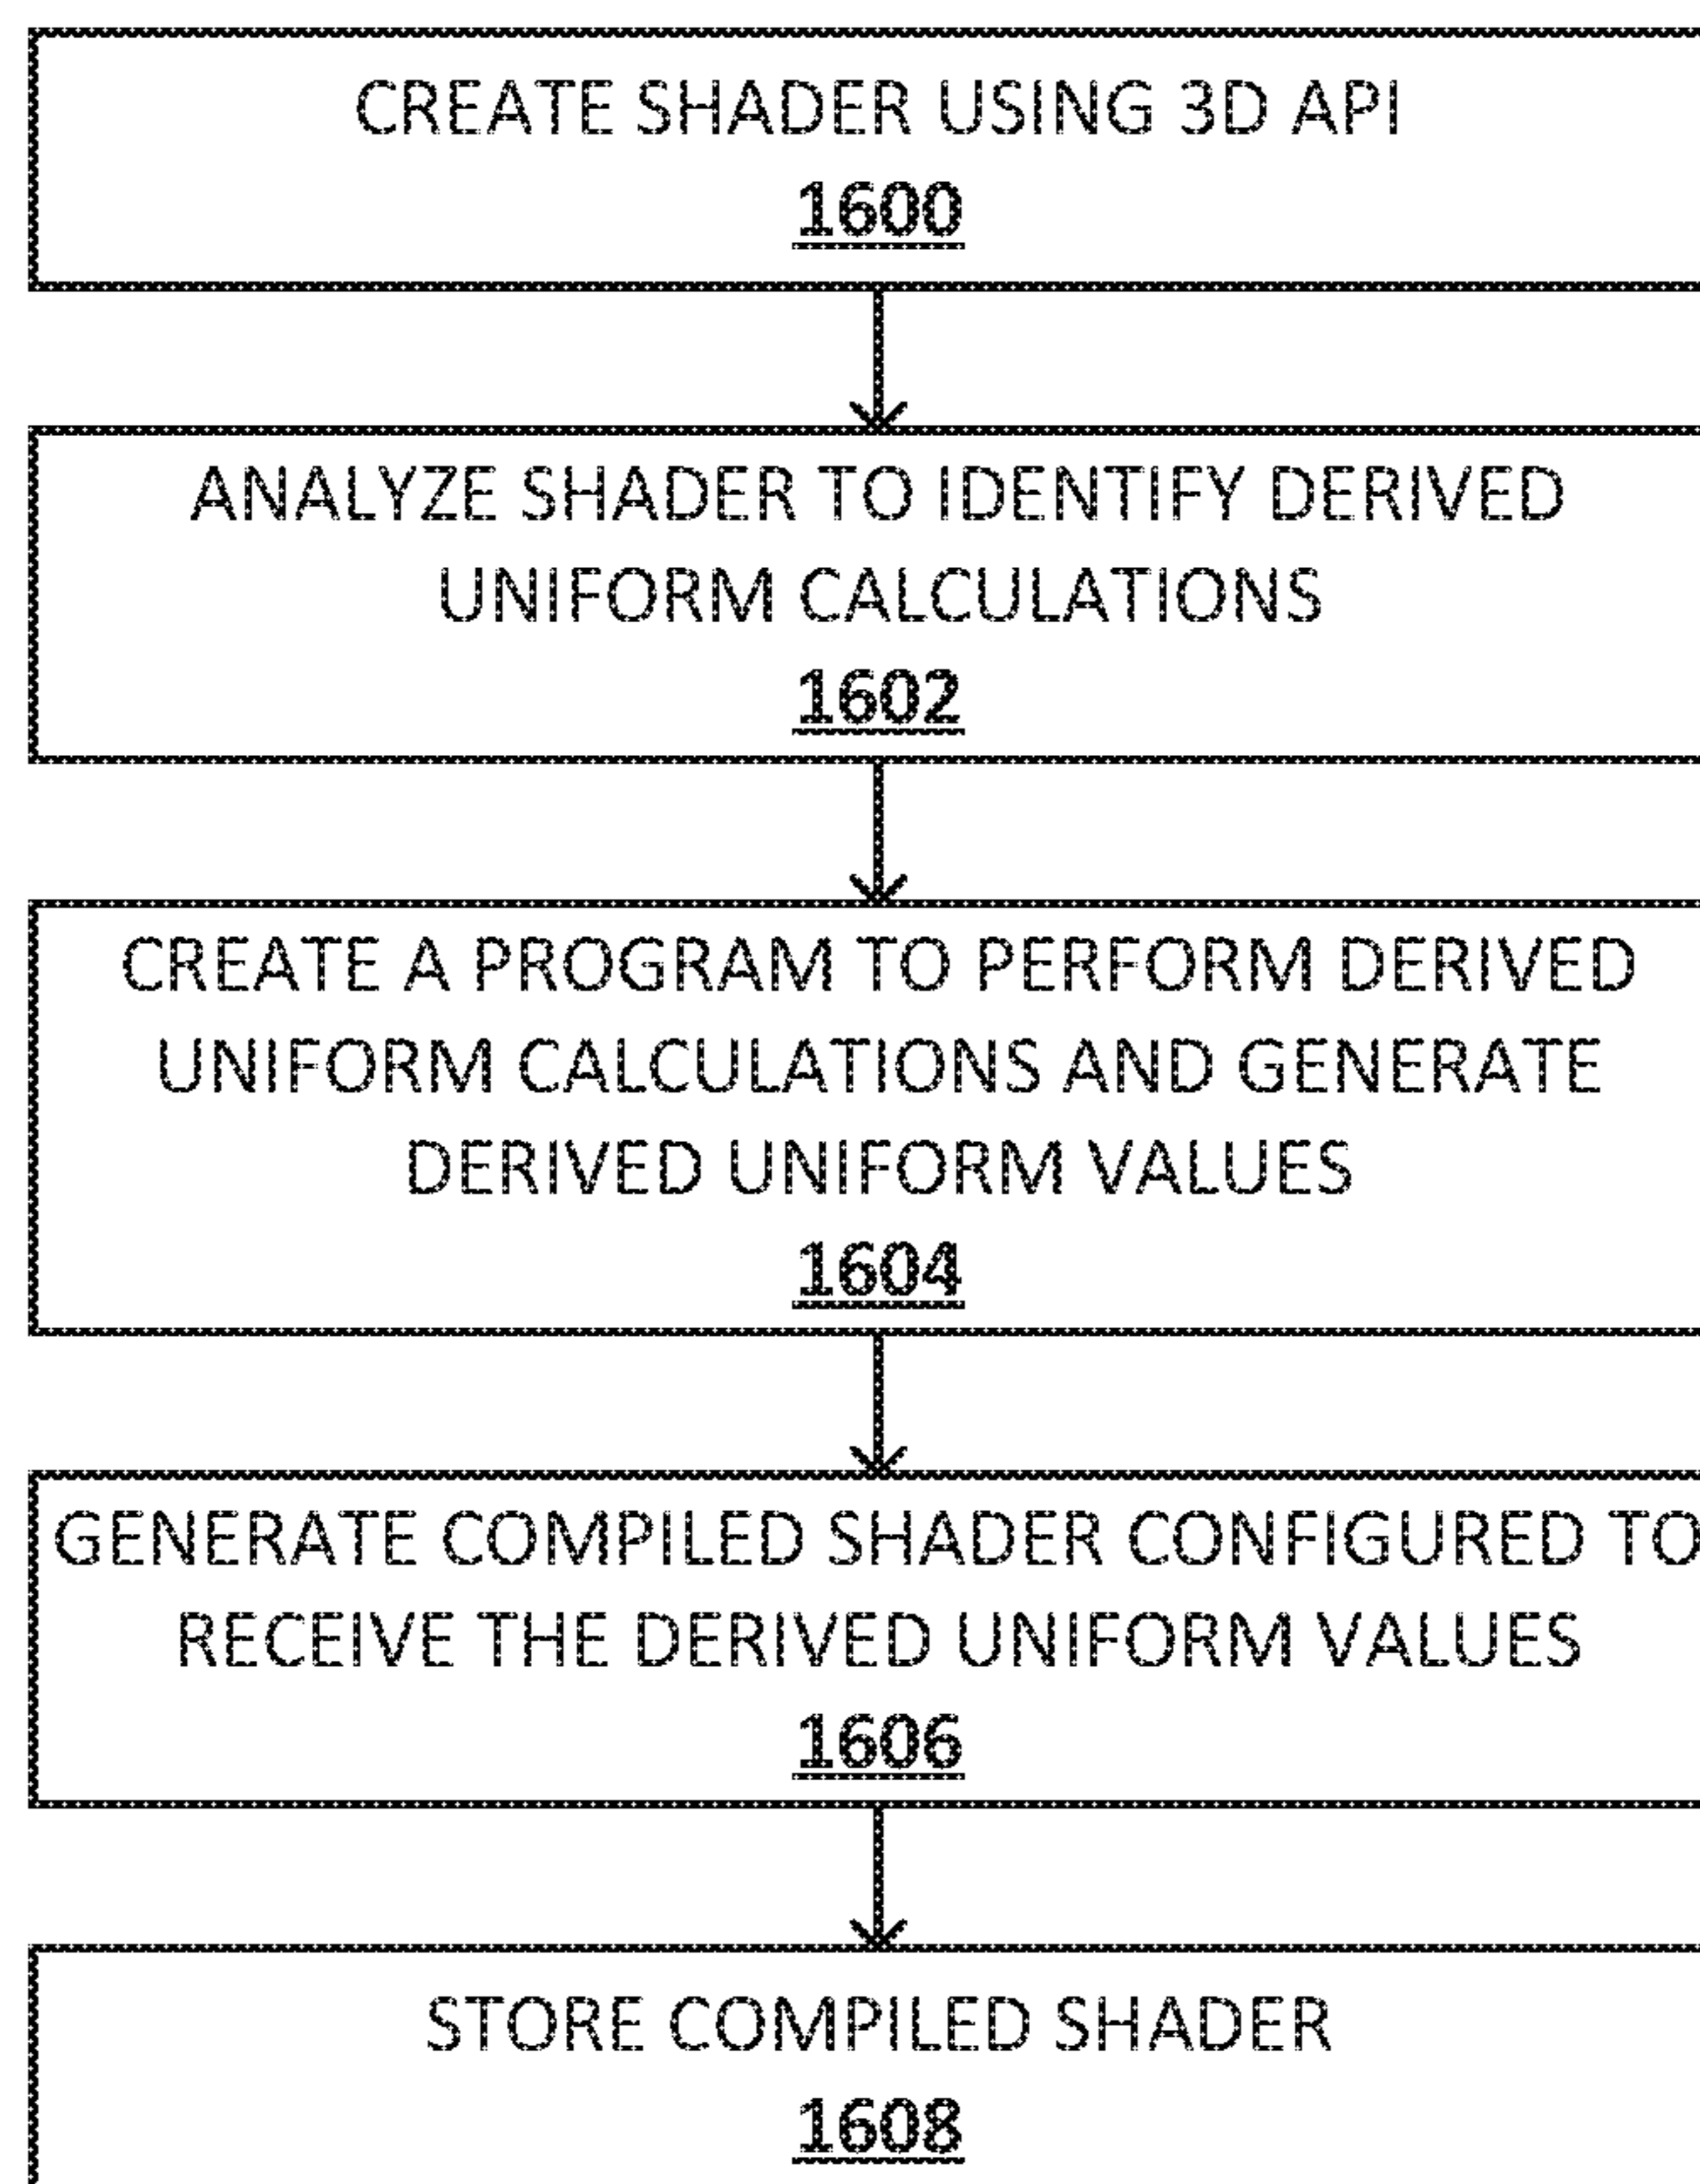 CREATE SHADER USING 3D API
1600
ANALYZE SHADER TO IDENTIFY DERIVED
UNIFORM CALCULATIONS
1602
CREATE A PROGRAM TO PERFORM DERIVED
UNIFORM CALCULATIONS AND GENERATE
DERIVED UNIFORM VALUES
1604
GENERATE COMPILED SHADER CONFIGURED TO
RECEIVE THE DERIVED UNIFORM VALUES
1606
STORE COMPILED SHADER
1608